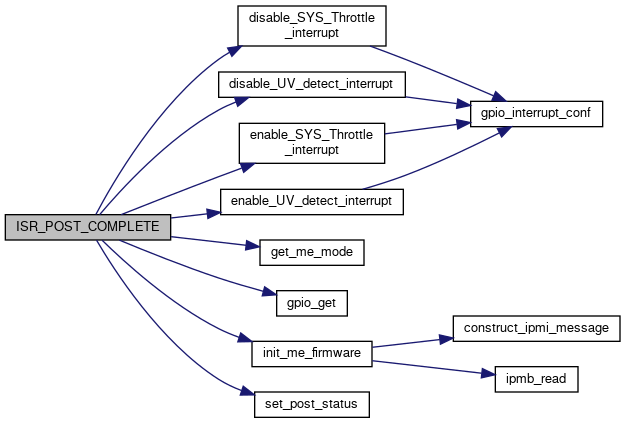 disable_SYS_Throttle
_interrupt
disable_UV_detect_interrupt
gpio_interrupt_conf
enable_SYS_Throttle
_interrupt
enable_UV_detect_interrupt
ISR_POST_COMPLETE
get_me_mode
gpio_get
construct_ipmi_message
init_me_firmware
ipmb_read
set_post_status